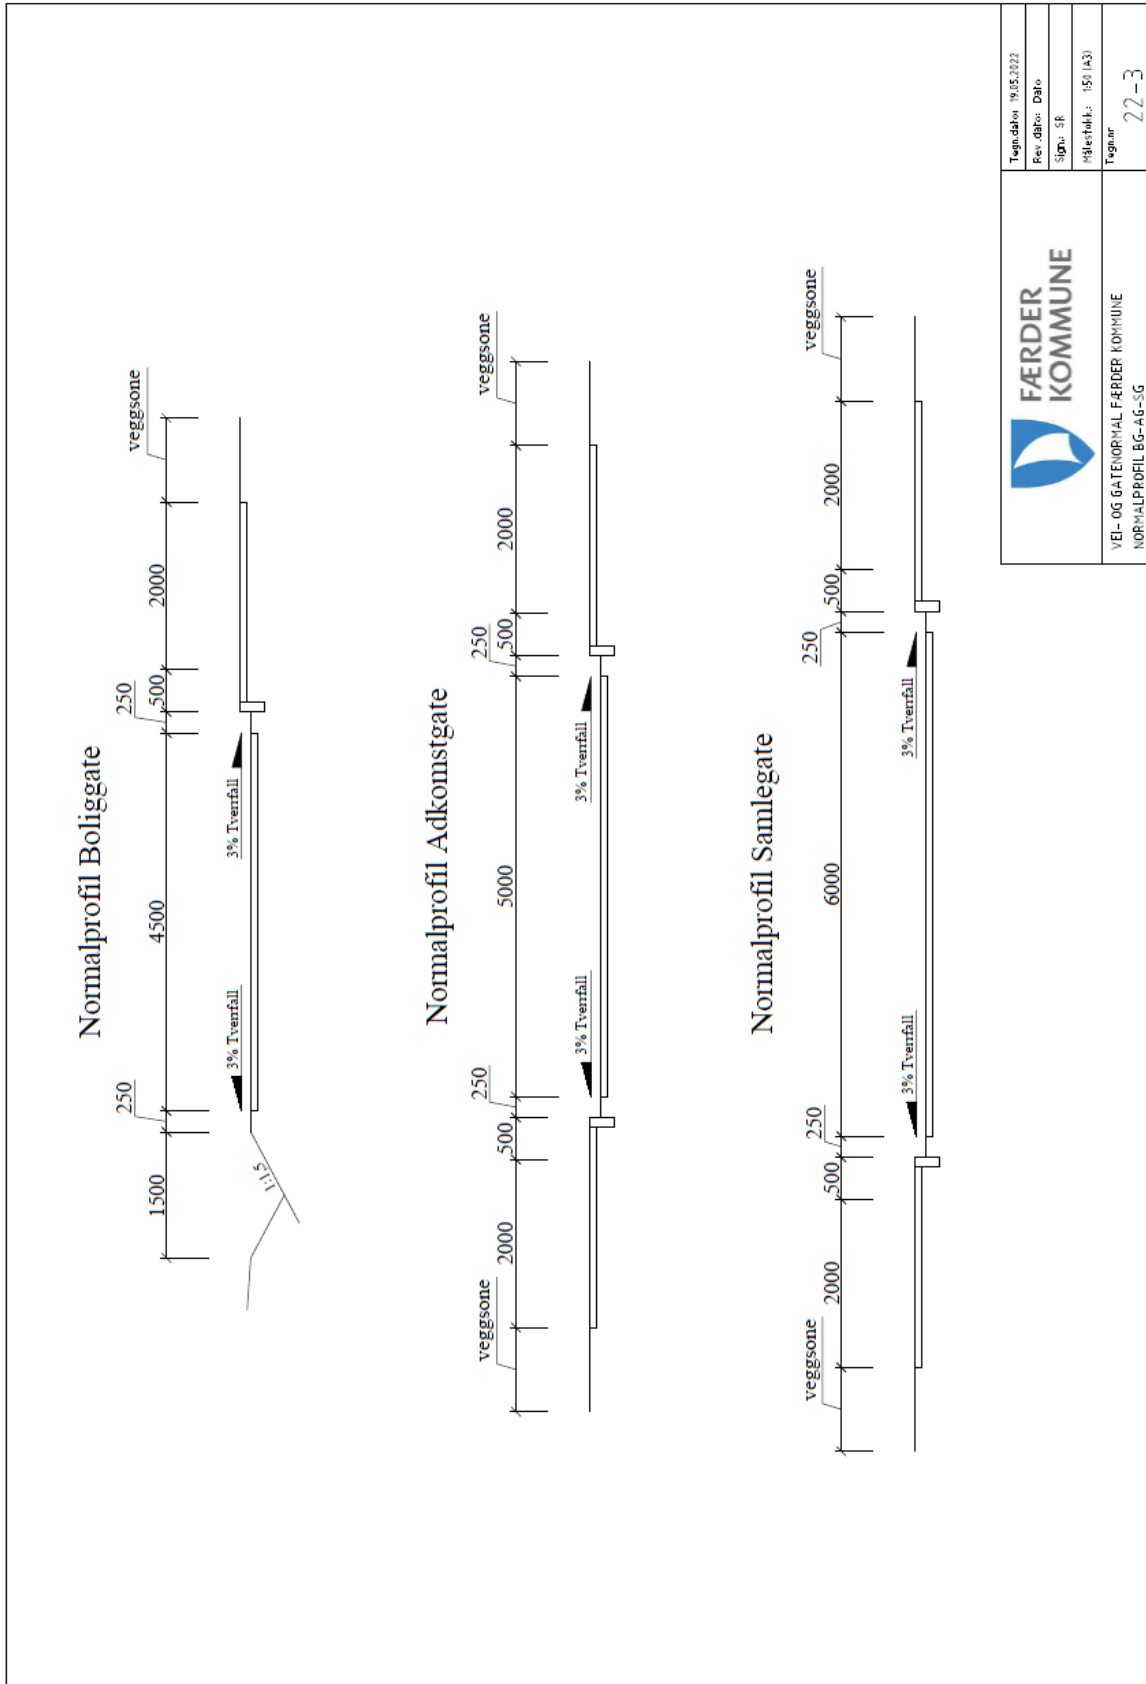 Normalprofil Boliggate
1500
250
4500
250
500
2000
veggsone
1:1,5
3% Tverrfall
3% Tverrfall
Normalprofil Adkomstgate
veggsone
2000
500
250
5000
250
500
2000
veggsone
3% Tverrfall
3% Tverrfall
Normalprofil Samlegate
veggsone
2000
500
250
6000
250
500
2000
veggsone
3% Tverrfall
3% Tverrfall
FÆRDER
KOMMUNE
Tegn.dato: 19.05.2022
Rev.dato: Dato
Sign.: SR
Målestokk.: 1:50 (A3)
VEI- OG GATENORMAL FÆRDER KOMMUNE
NORMALPROFIL BG-AG-SG
Tegn.nr
22-3